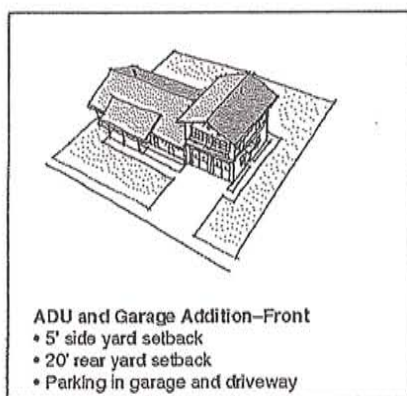 ADU and Garage Addition–Front
• 5' side yard setback
• 20' rear yard setback
• Parking in garage and driveway